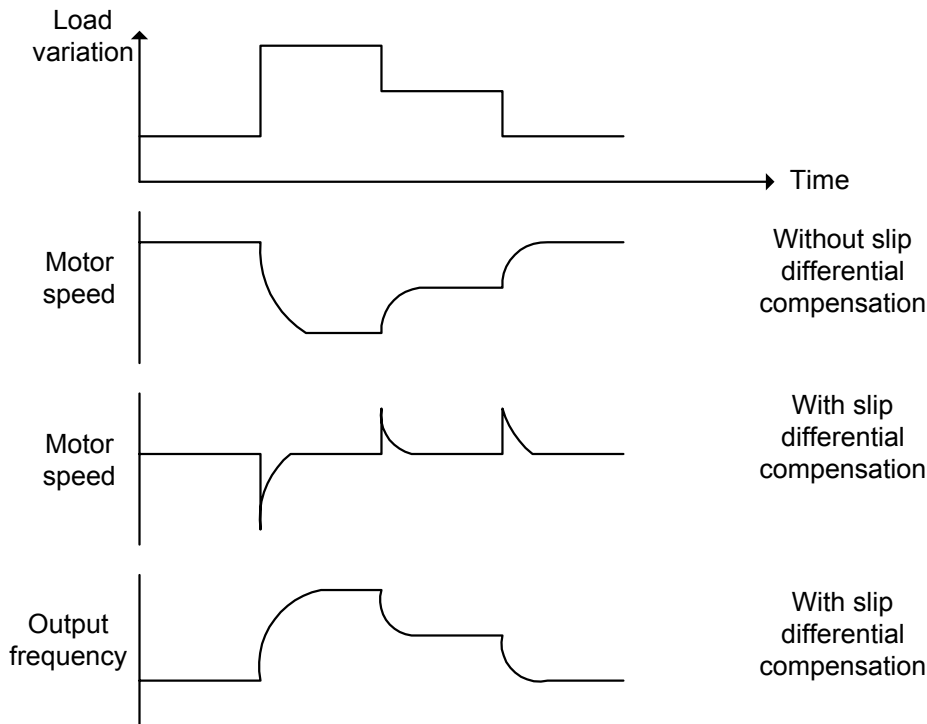 Load
variation
Time
Motor
speed
Without slip
differential
compensation
Motor
speed
With slip
differential
compensation
Output
frequency
With slip
differential
compensation